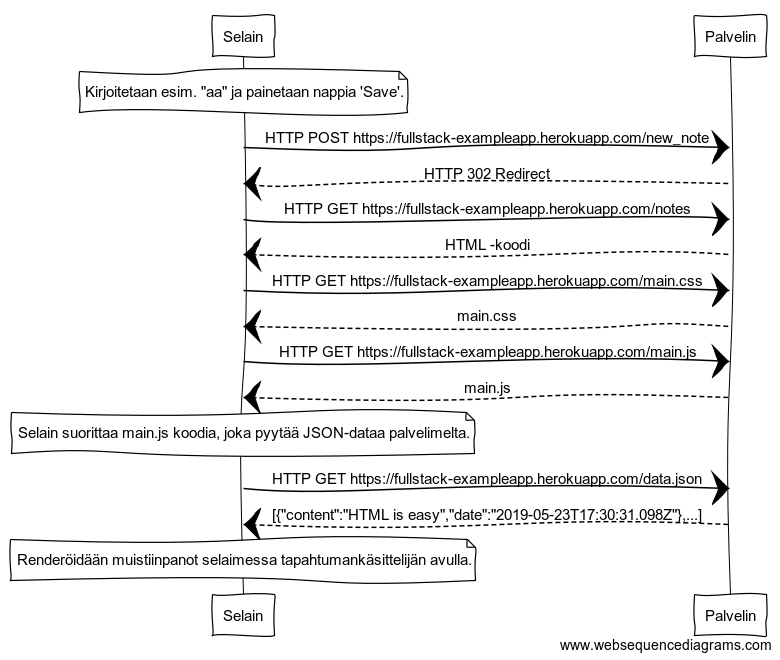 Selain
Palvelin
Kirjoitetaan esim. "aa" ja painetaan nappia 'Save'.
HTTP POST https://fullstack-exampleapp.herokuapp.com/new_note
HTTP 302 Redirect
HTTP GET https://fullstack-exampleapp.herokuapp.com/notes
HTML -koodi
HTTP GET https://fullstack-exampleapp.herokuapp.com/main.css
main.css
HTTP GET https://fullstack-exampleapp.herokuapp.com/main.js
main.js
Selain suorittaa main.js koodia, joka pyytää JSON-dataa palvelimelta.
HTTP GET https://fullstack-exampleapp.herokuapp.com/data.json
[{"content":"HTML is easy","date":"2019-05-23T17:30:31.098Z"},...]
Renderöidään muistiinpanot selaimessa tapahtumankäsittelijän avulla.
Selain
Palvelin
www.websequencediagrams.com